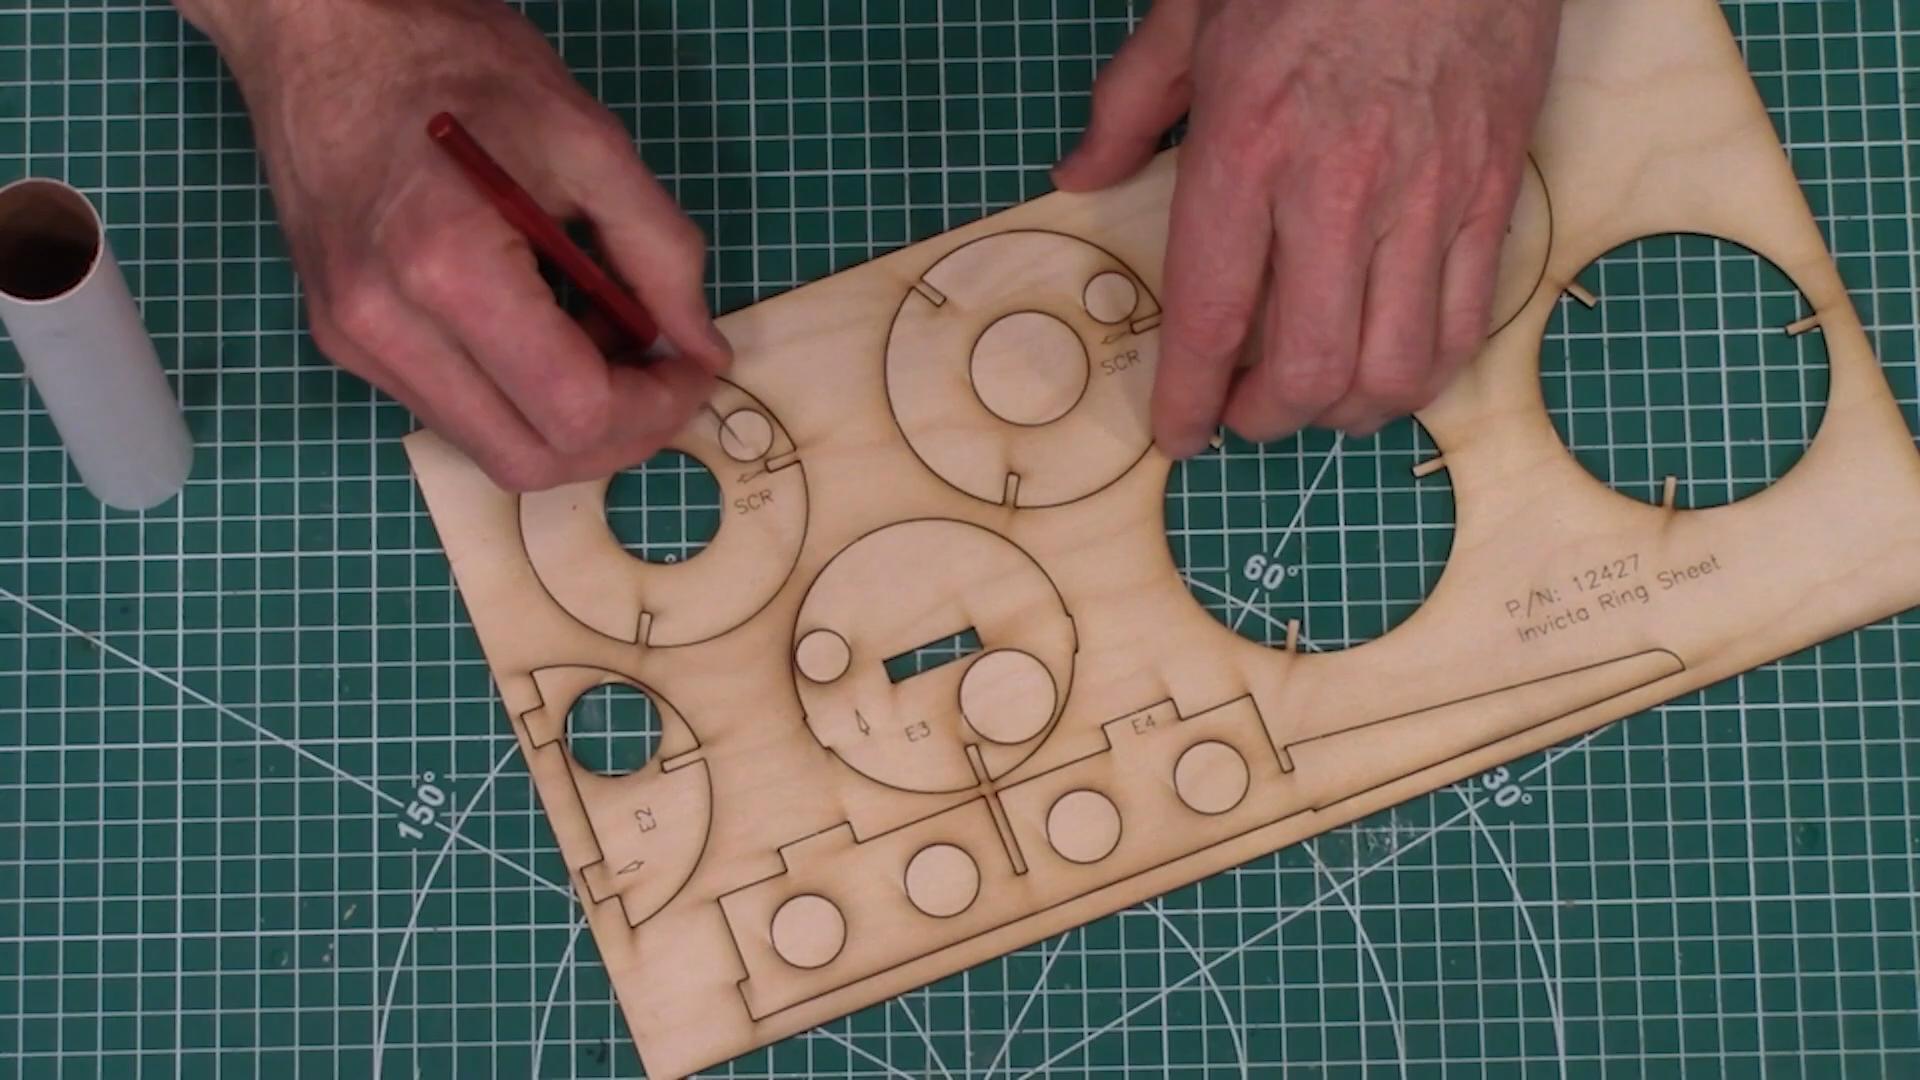 SCR
SCR
60°
P/N: 12427
Invicta Ring Sheet
E3
E4
E2
150°
30°